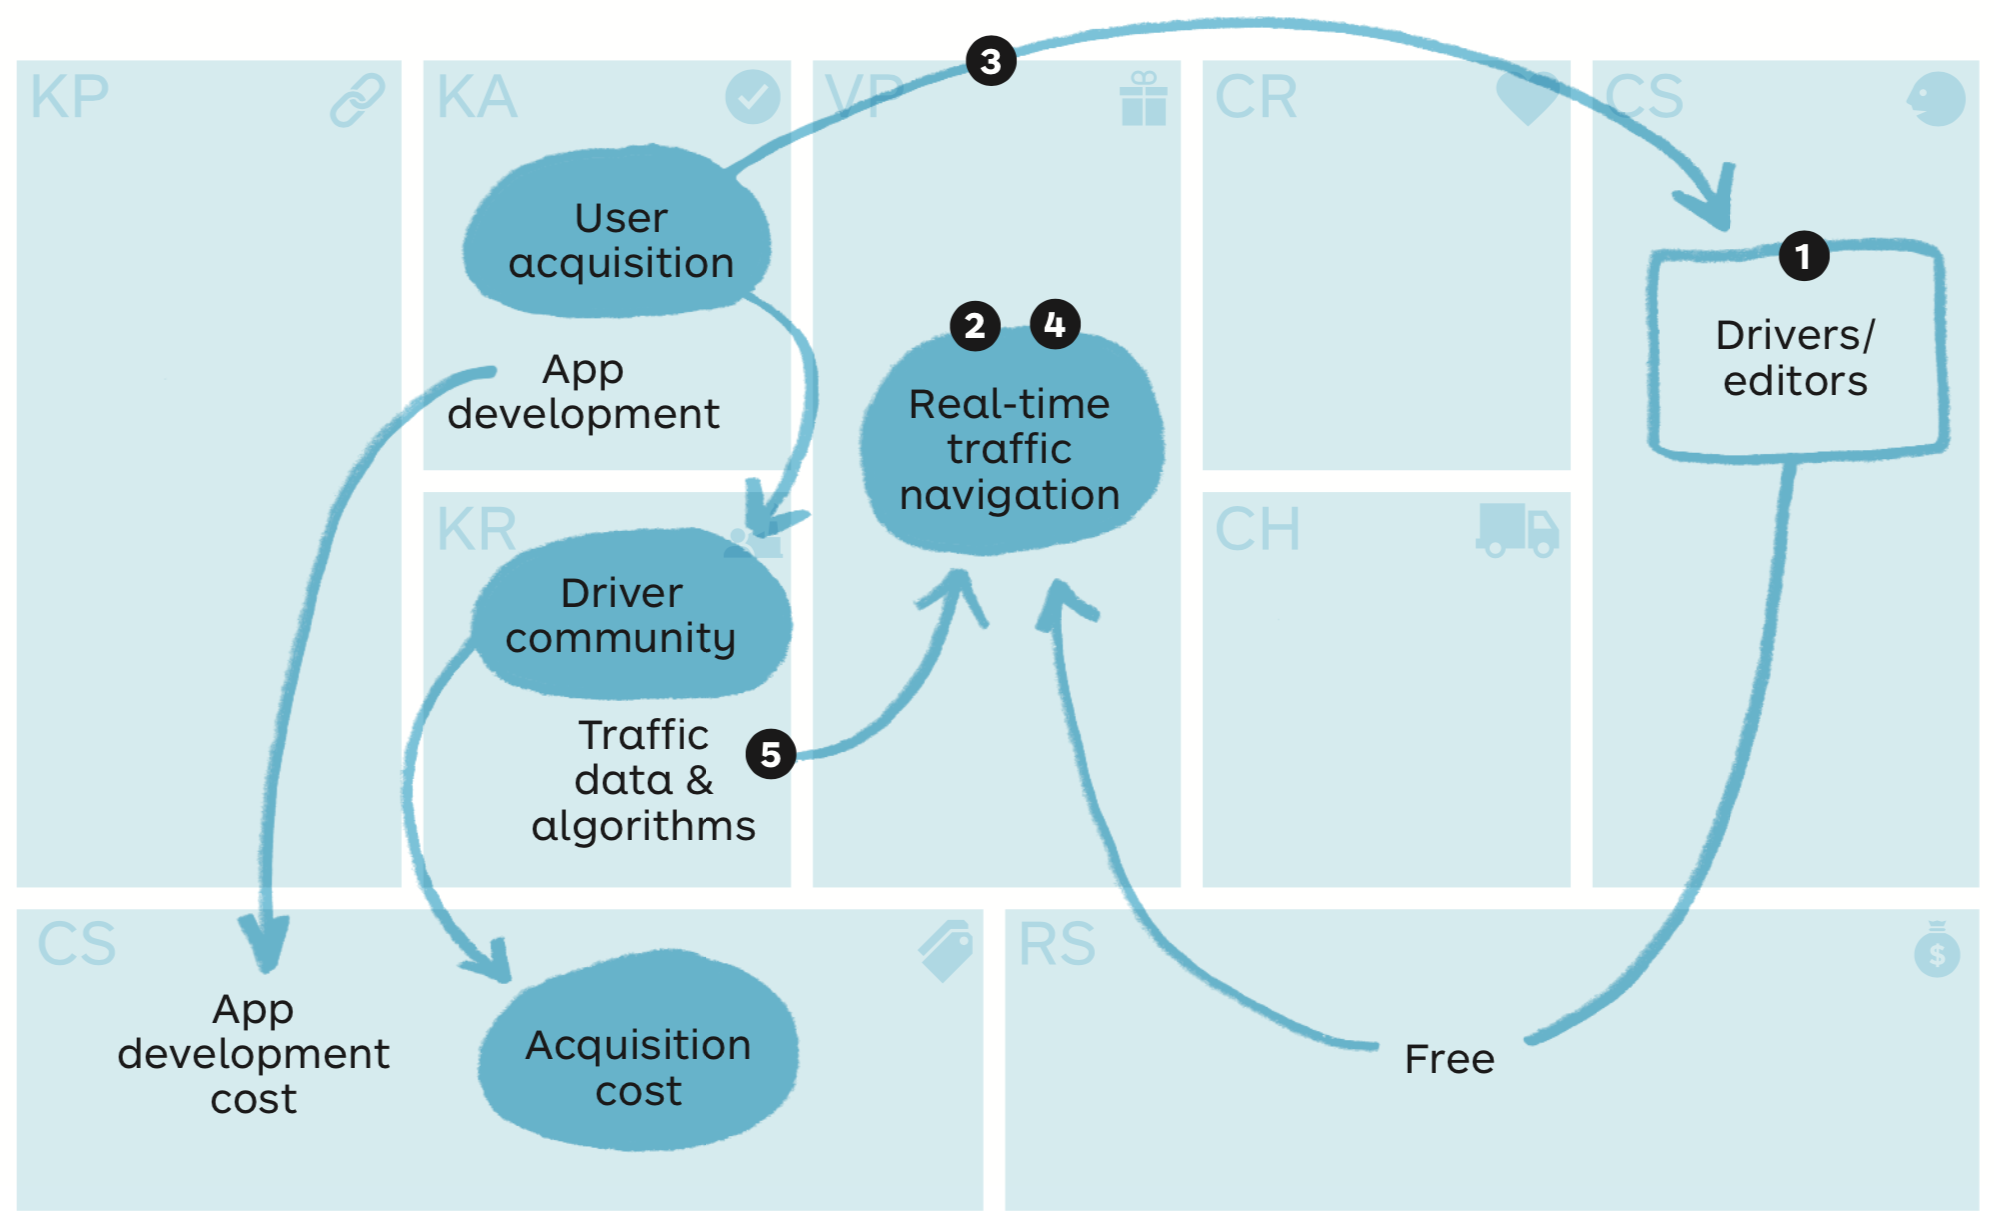 KP
KA
VP
CR
CS
3
User
acquisition
1
Drivers/
editors
2
4
App
development
Real-time
traffic
navigation
KR
CH
Driver
community
Traffic
data &
algorithms
5
CS
RS
$
App
development
cost
Acquisition
cost
Free